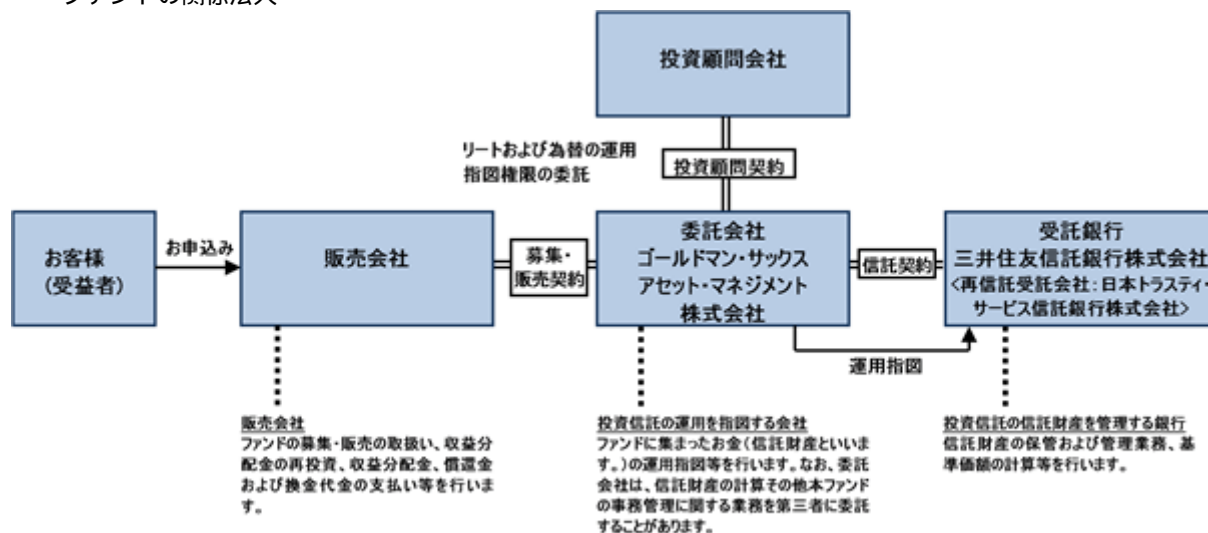 ファンドの関係法人
投資顧問会社
リートおよび為替の運用
指図権限の委託
投資顧問契約
お客様
(受益者)
お申込み
販売会社
募集・
販売契約
委託会社
ゴールドマン・サックス
アセット・マネジメント
株式会社
信託契約
受託銀行
三井住友信託銀行株式会社
<再信託受託会社:日本トラスティ・
サービス信託銀行株式会社>
運用指図
販売会社
ファンドの募集・販売の取扱い、収益分
配金の再投資、収益分配金、償還金
および換金代金の支払い等を行いま
す。
投資信託の運用を指図する会社
ファンドに集まったお金(信託財産といいま
す。)の運用指図等を行います。なお、委託
会社は、信託財産の計算その他本ファンド
の事務管理に関する業務を第三者に委託
することがあります。
投資信託の信託財産を管理する銀行
信託財産の保管および管理業務、基
準価額の計算等を行います。